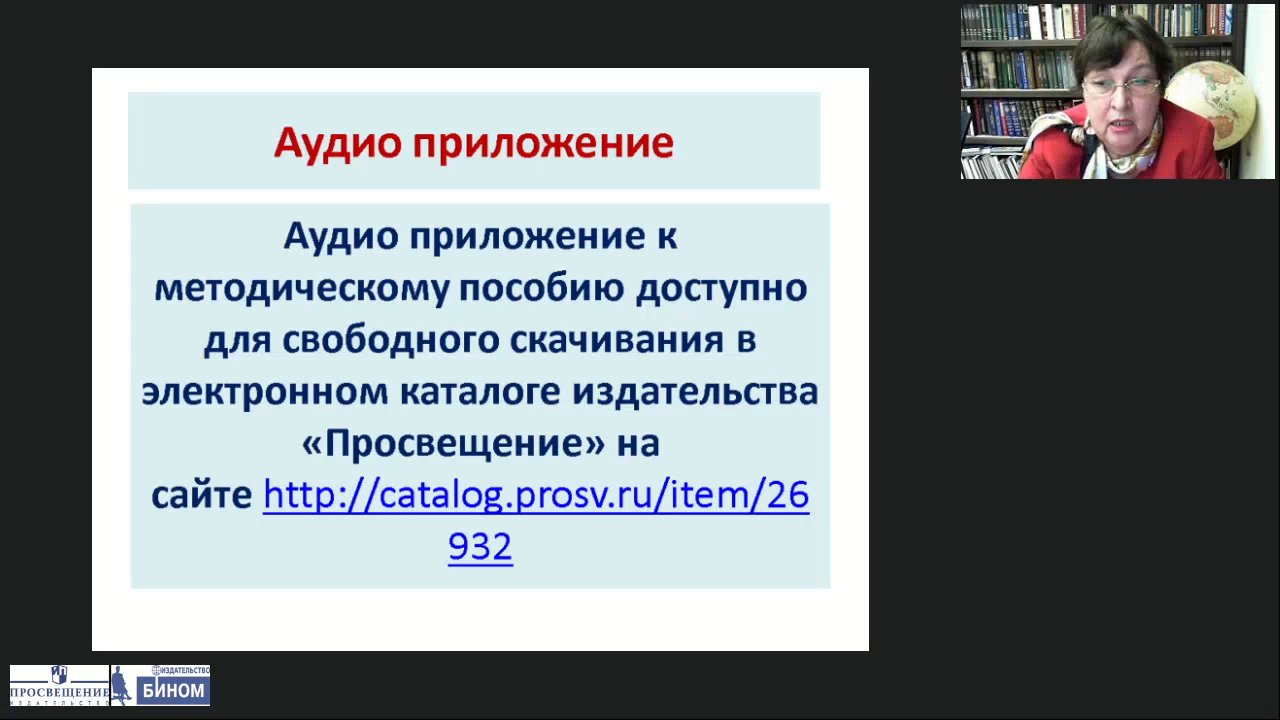 Аудио приложение
Аудио приложение к
методическому пособию доступно
для свободного скачивания в
электронном каталоге издательства
«Просвещение» на
сайте http://catalog.prosv.ru/item/26
932
ПРОСВЕЩЕНИЕ
ИЗДАТЕЛЬСТВО
ИЗДАТЕЛЬСТВО
БИНОМ